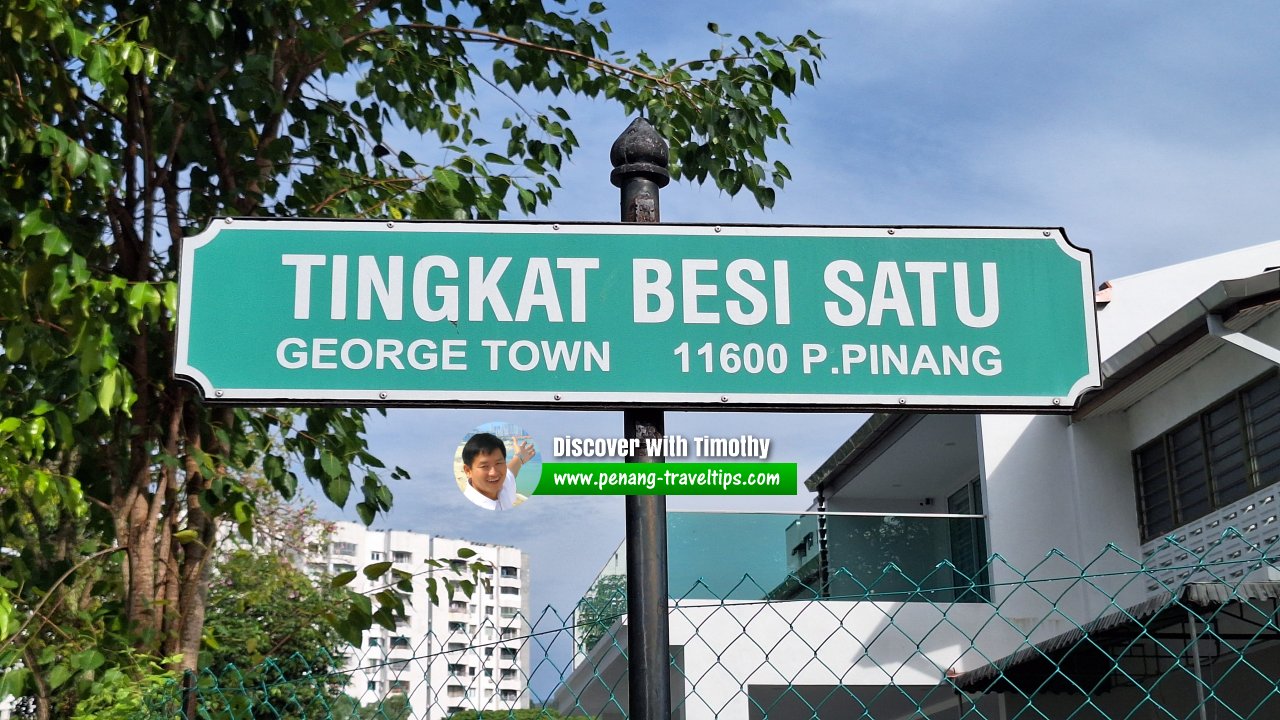 TINGKAT BESI SATU
GEORGE TOWN 11600 P.PINANG
Discover with Timothy
www.penang-traveltips.com